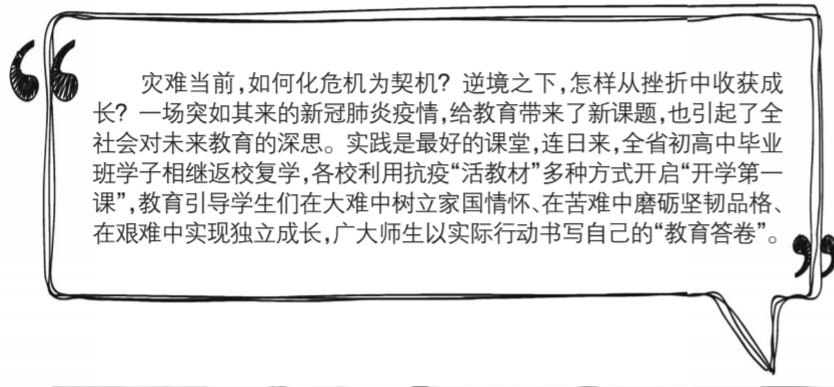 灾难当前,如何化危机为契机?逆境之下,怎样从挫折中收获成
长?一场突如其来的新冠肺炎疫情,给教育带来了新课题,也引起了全
社会对未来教育的深思。实践是最好的课堂,连日来,全省初高中毕业
班学子相继返校复学,各校利用抗疫“活教材”多种方式开启“开学第一
课”,教育引导学生们在大难中树立家国情怀、在苦难中磨砺坚韧品格、
在艰难中实现独立成长,广大师生以实际行动书写自己的“教育答卷”。